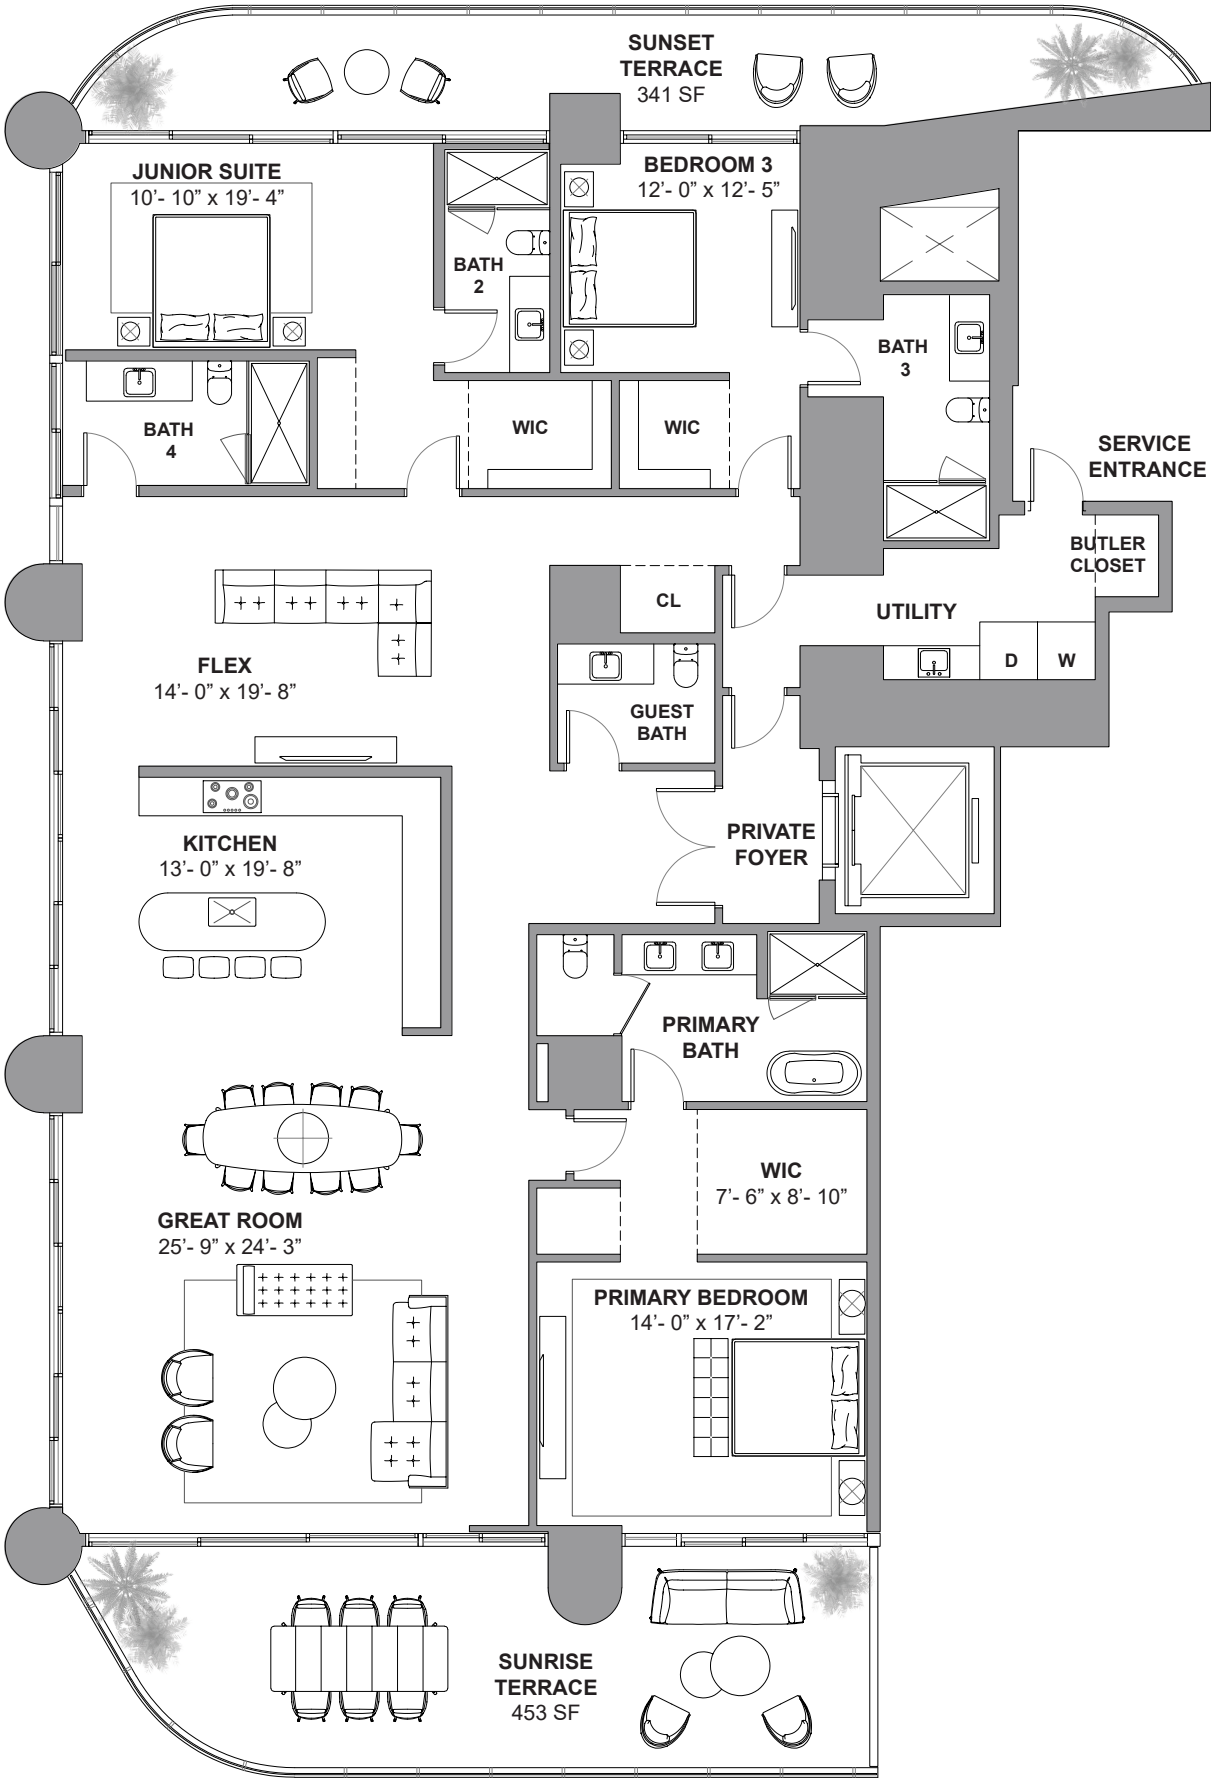 SUNSET
TERRACE
341 SF
JUNIOR SUITE
10’- 10” x 19’- 4”
BEDROOM 3
12’- 0” x 12’- 5”
BATH
2
BATH
3
BATH
4
WIC
WIC
SERVICE
ENTRANCE
BUTLER
CLOSET
CL
UTILITY
D
W
FLEX
14’- 0” x 19’- 8”
GUEST
BATH
KITCHEN
13’- 0” x 19’- 8”
PRIVATE
FOYER
PRIMARY
BATH
WIC
7’- 6” x 8’- 10”
GREAT ROOM
25’- 9” x 24’- 3”
PRIMARY BEDROOM
14’- 0” x 17’- 2”
SUNRISE
TERRACE
453 SF